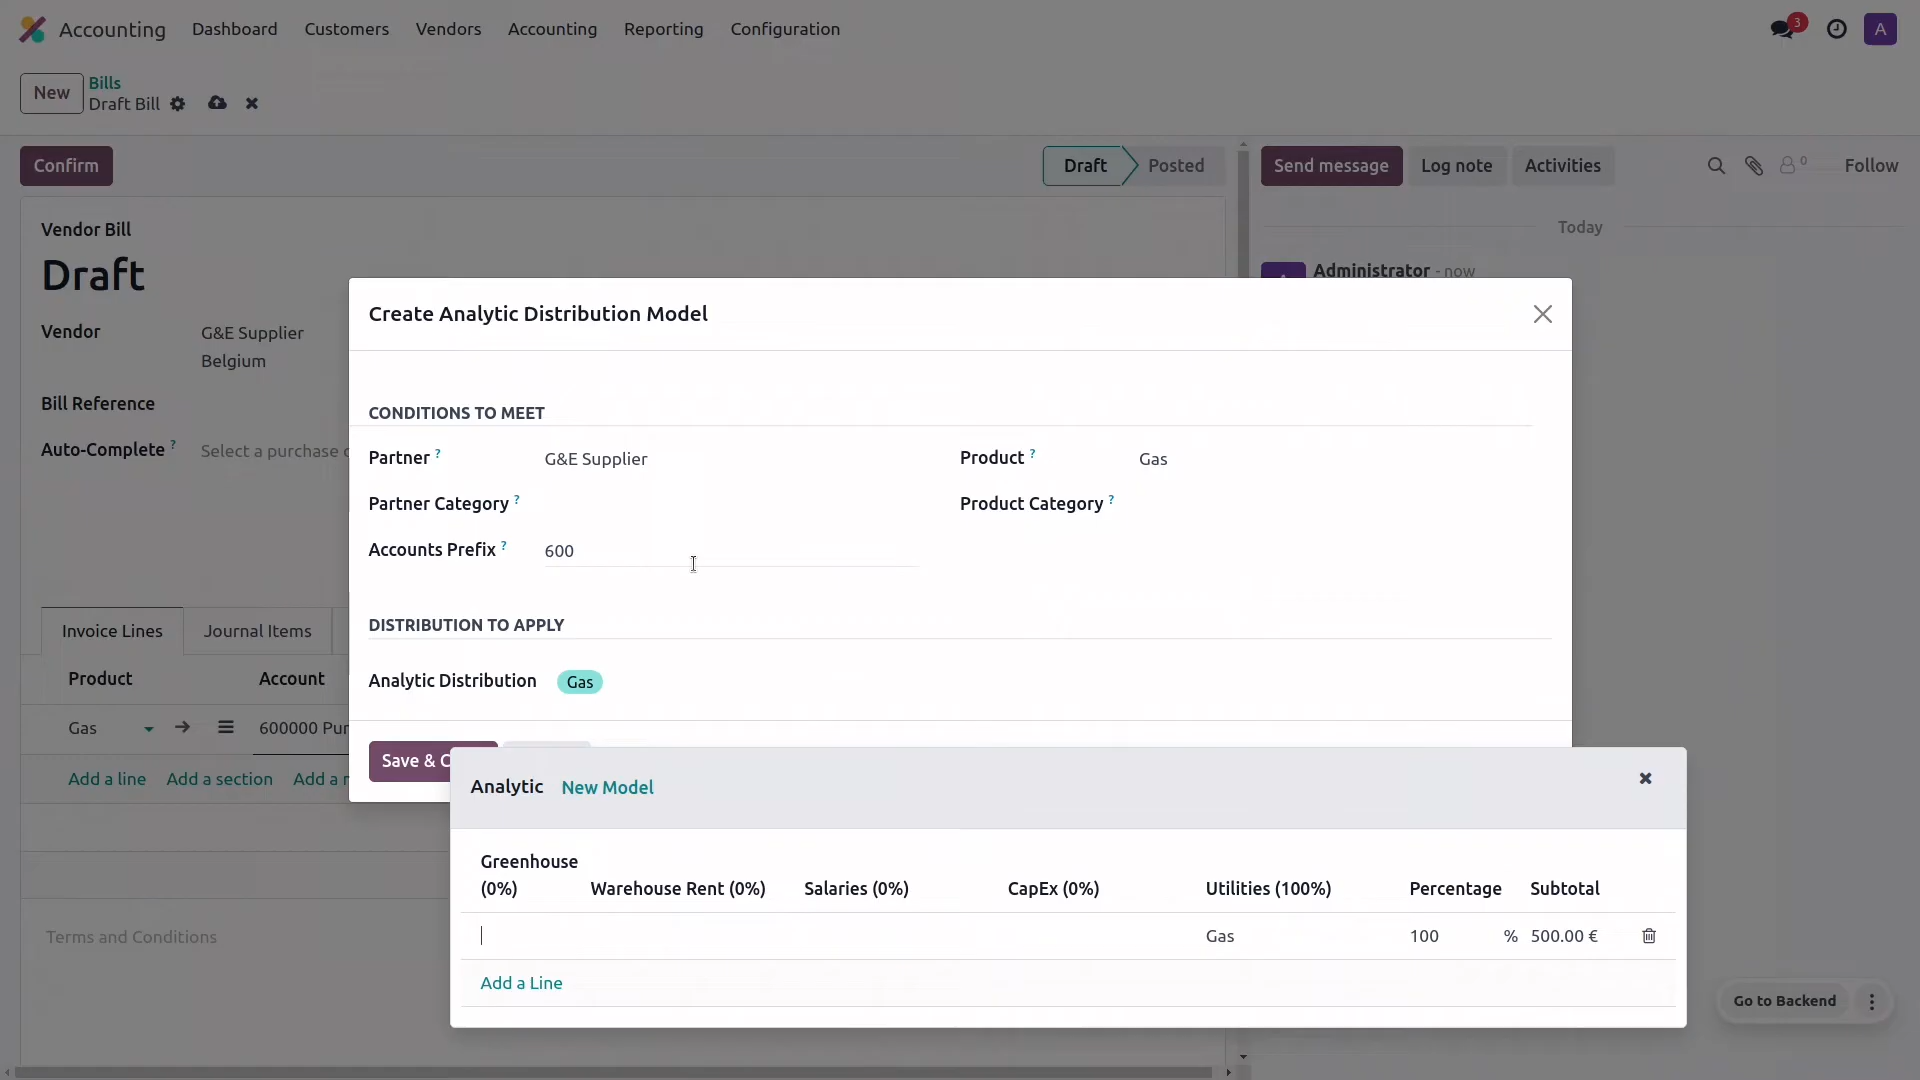 Accounting Dashboard Customers Vendors Accounting Reporting Configuration 3 A
New Bills
Draft Bill
Confirm Draft Posted Send message Log note Activities 0 Follow
Today
Vendor Bill
Administrator - now
Draft
Create Analytic Distribution Model
Vendor G&E Supplier
Belgium
Bill Reference
CONDITIONS TO MEET
Auto-Complete ? Select a purchase
Partner ? G&E Supplier Product ? Gas
Partner Category ? Product Category ?
Accounts Prefix ? 600
DISTRIBUTION TO APPLY
Invoice Lines Journal Items
Product Account
Analytic Distribution Gas
Gas 600000
Save &
Add a line Add a section Add a
Analytic New Model
Greenhouse
(0%) Warehouse Rent (0%) Salaries (0%) CapEx (0%) Utilities (100%) Percentage Subtotal
Gas 100 % 500.00 €
Terms and Conditions
Add a Line
Go to Backend